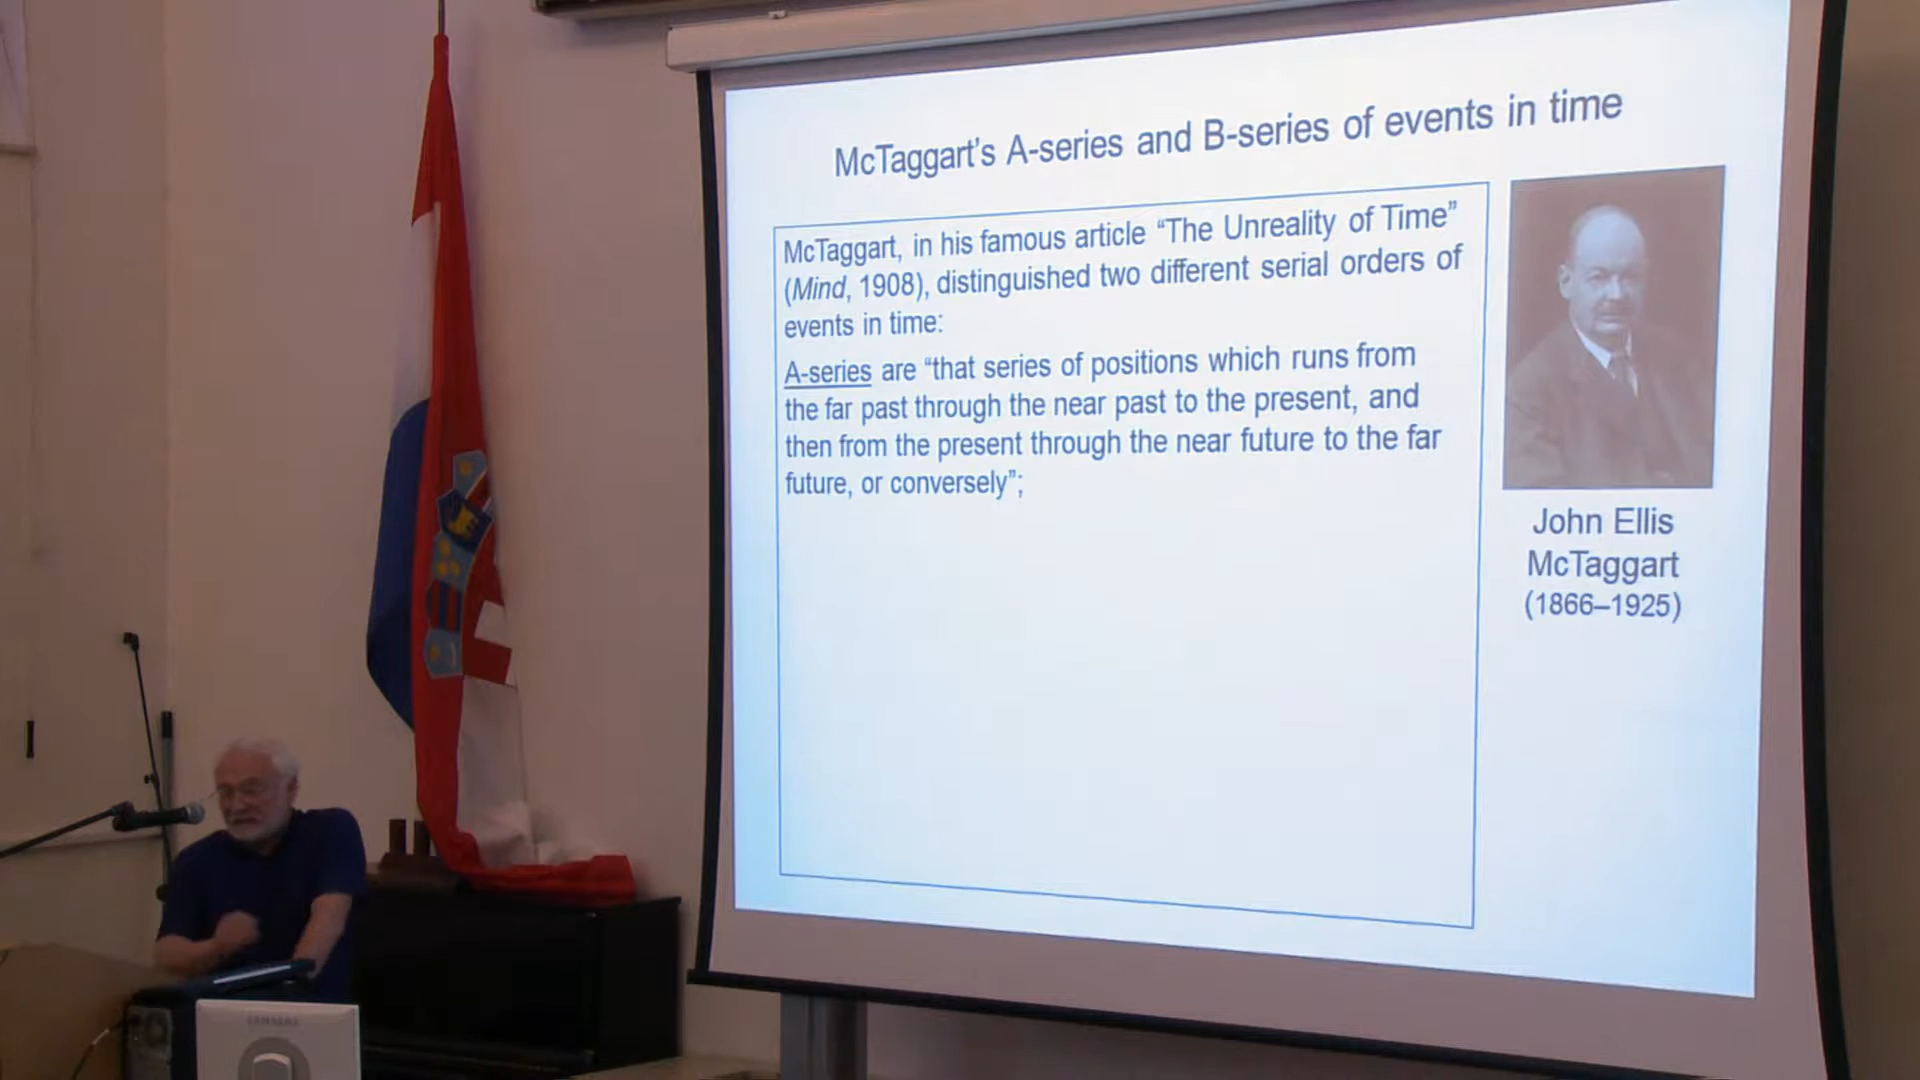 McTaggart's A-series and B-series of events in time
McTaggart, in his famous article “The Unreality of Time”
(Mind, 1908), distinguished two different serial orders of
events in time:
A-series are “that series of positions which runs from
the far past through the near past to the present, and
then from the present through the near future to the far
future, or conversely”;
John Ellis
McTaggart
(1866–1925)
SAMSUNG